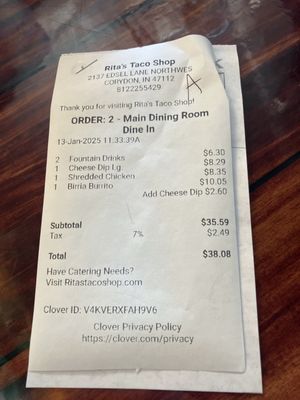 Rita's Taco Shop
2137 EDSEL LANE NORTHWES
CORYDON, IN 47112
8122255429
A
Thank you for visiting Rita's Taco Shop!
ORDER: 2 - Main Dining Room
Dine In
13-Jan-2025 11:33:39A
2 Fountain Drinks $6.30
1 Cheese Dip Lg. $8.29
1 Shredded Chicken $8.35
1 Birria Burrito $10.05
Add Cheese Dip $2.60
Subtotal $35.59
Tax 7% $2.49
Total $38.08
Have Catering Needs?
Visit Ritastacoshop.com
Clover ID: V4KVERXFAH9V6
Clover Privacy Policy
https://clover.com/privacy